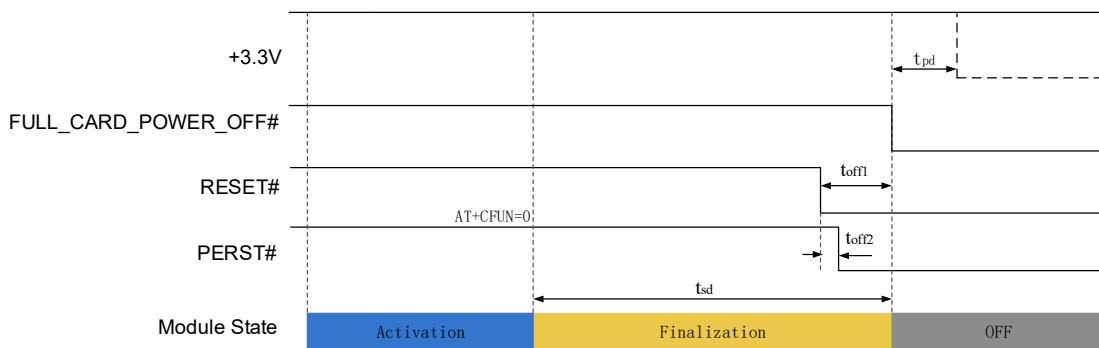 +3.3V
tpd
FULL_CARD_POWER_OFF#
RESET#
toff1
AT+CFUN=0
PERST#
toff2
tsd
Module State
Activation
Finalization
OFF